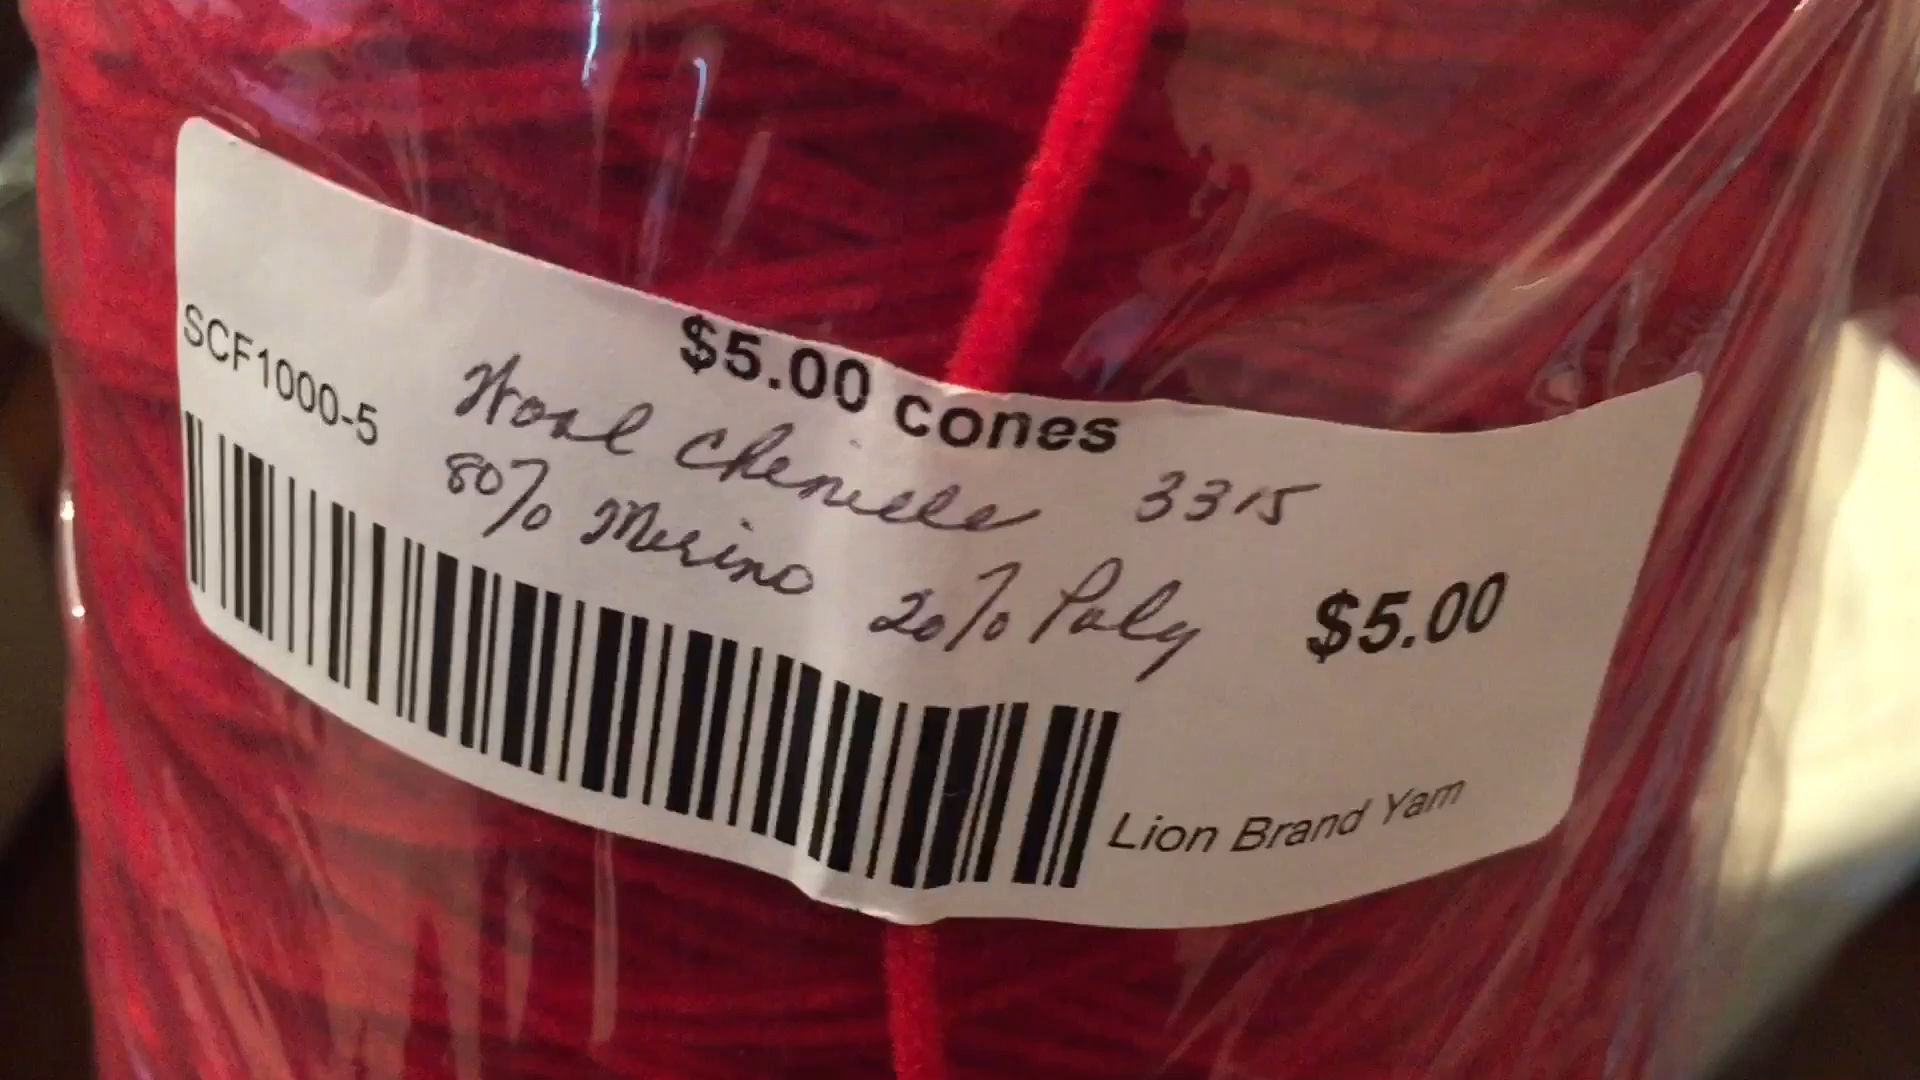 $5.00 cones
SCF1000-5
Wool Chenille 3315
80% Merino 20% Poly
$5.00
Lion Brand Yarn